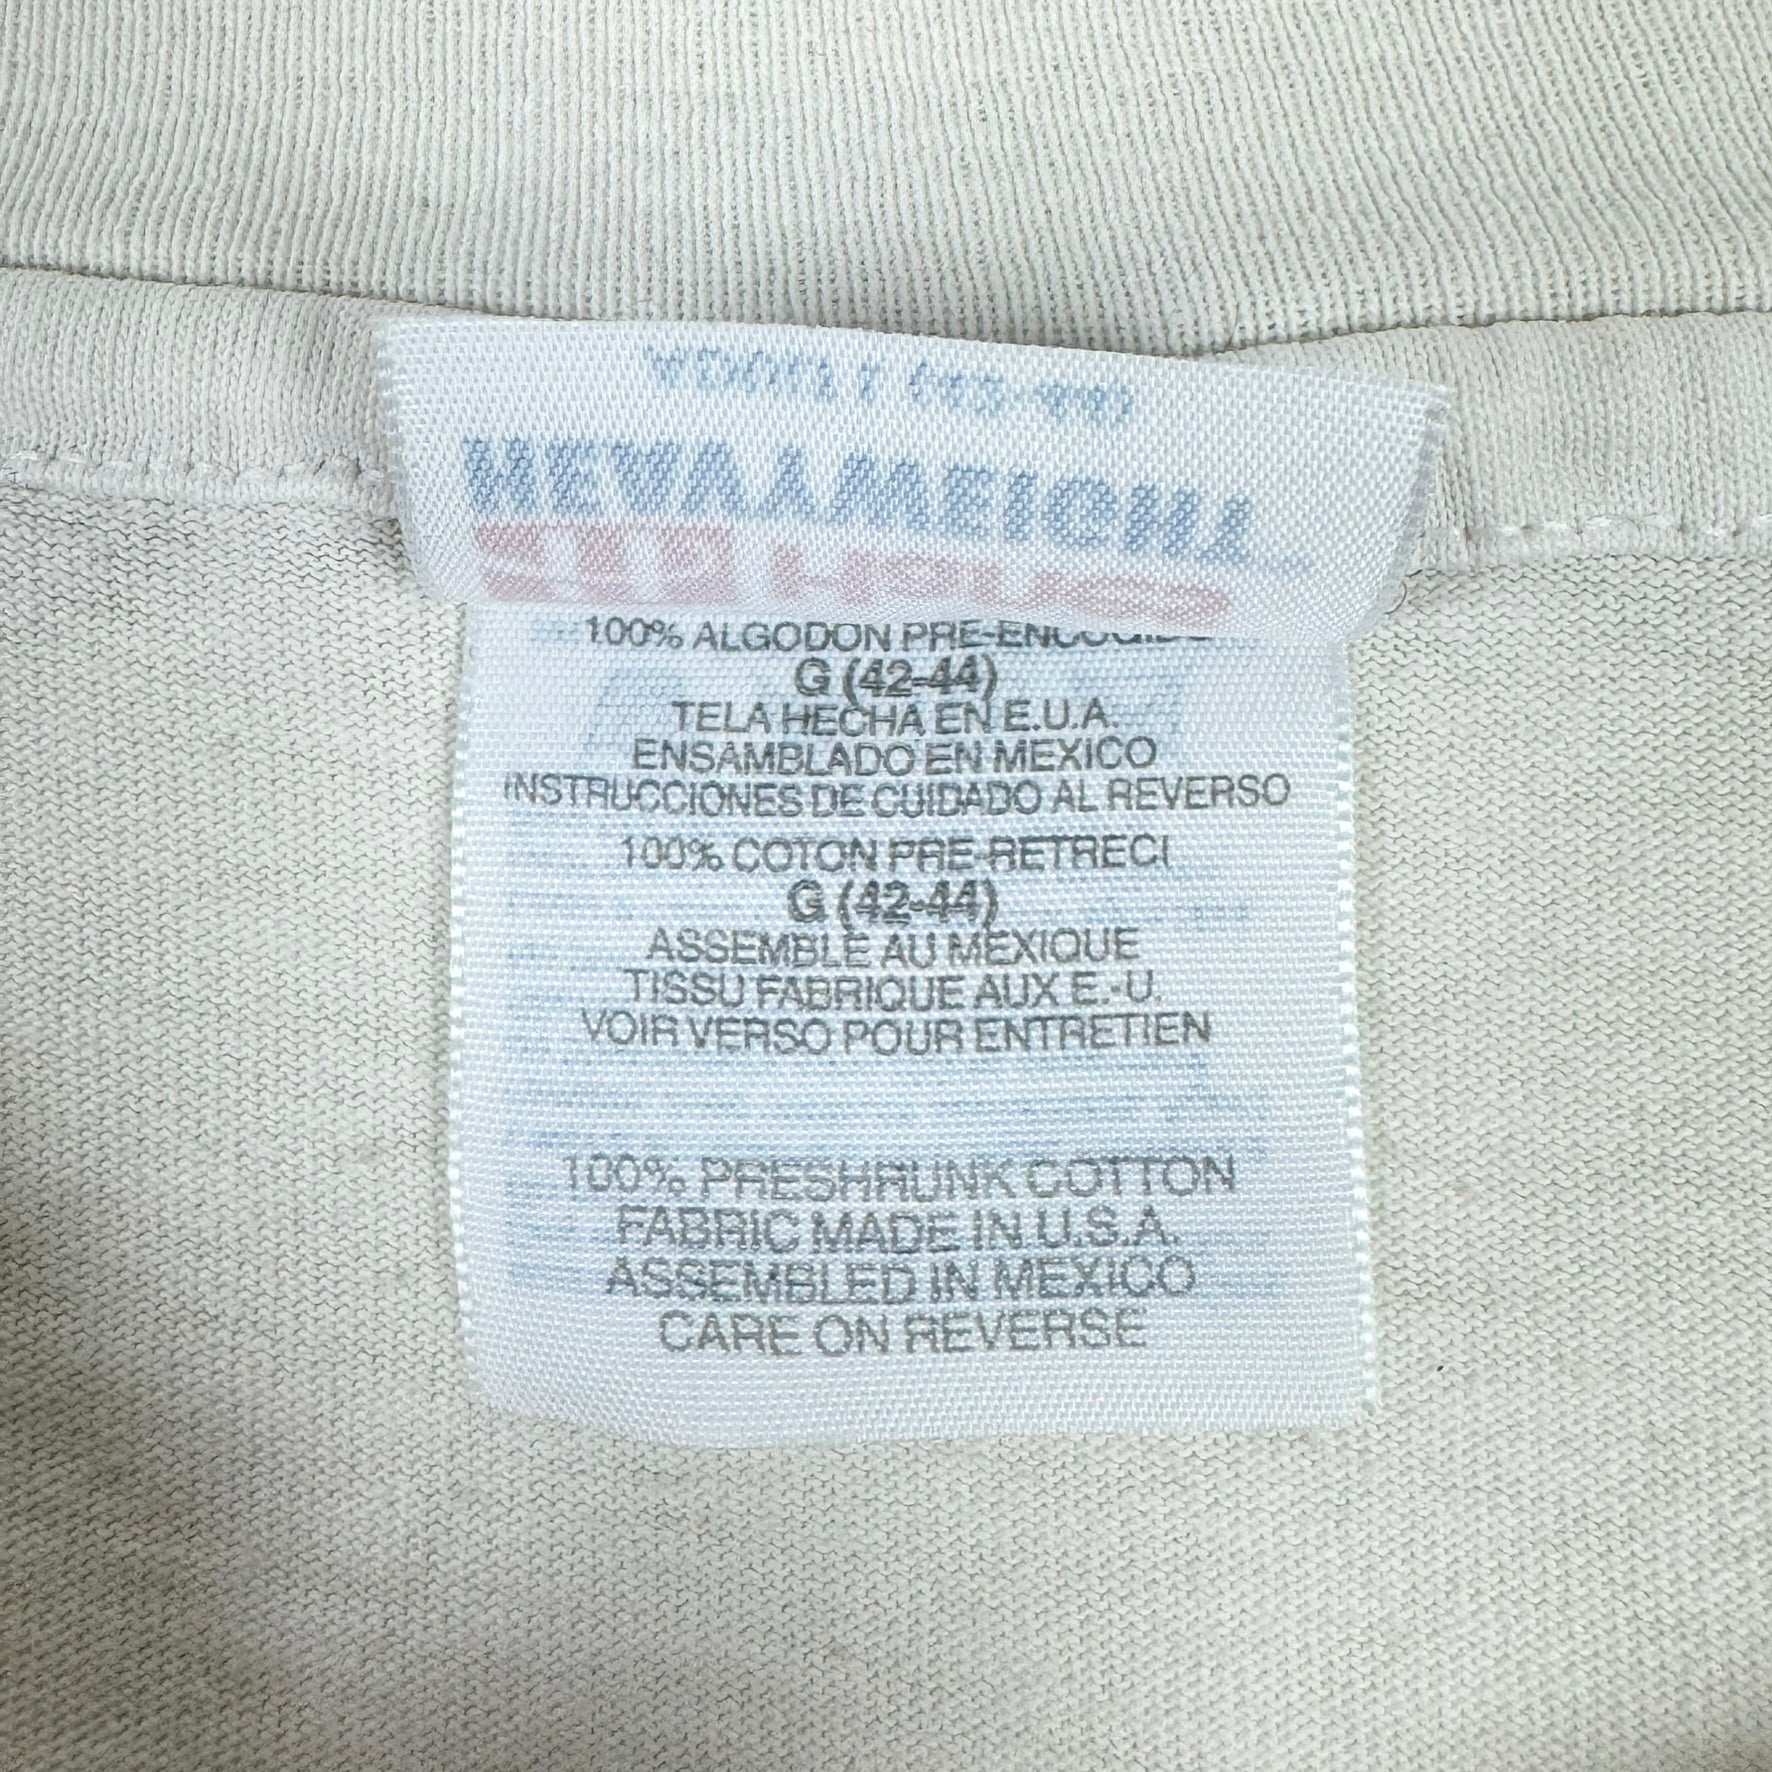 HEAVYWEIGHT
100% ALGODON PRE-ENCOGIDO
G (42-44)
TELA HECHA EN E.U.A.
ENSAMBLADO EN MEXICO
INSTRUCCIONES DE CUIDADO AL REVERSO
100% COTON PRE-RETRECI
G (42-44)
ASSEMBLE AU MEXIQUE
TISSU FABRIQUE AUX E.-U.
VOIR VERSO POUR ENTRETIEN
100% PRESHRUNK COTTON
FABRIC MADE IN U.S.A.
ASSEMBLED IN MEXICO
CARE ON REVERSE